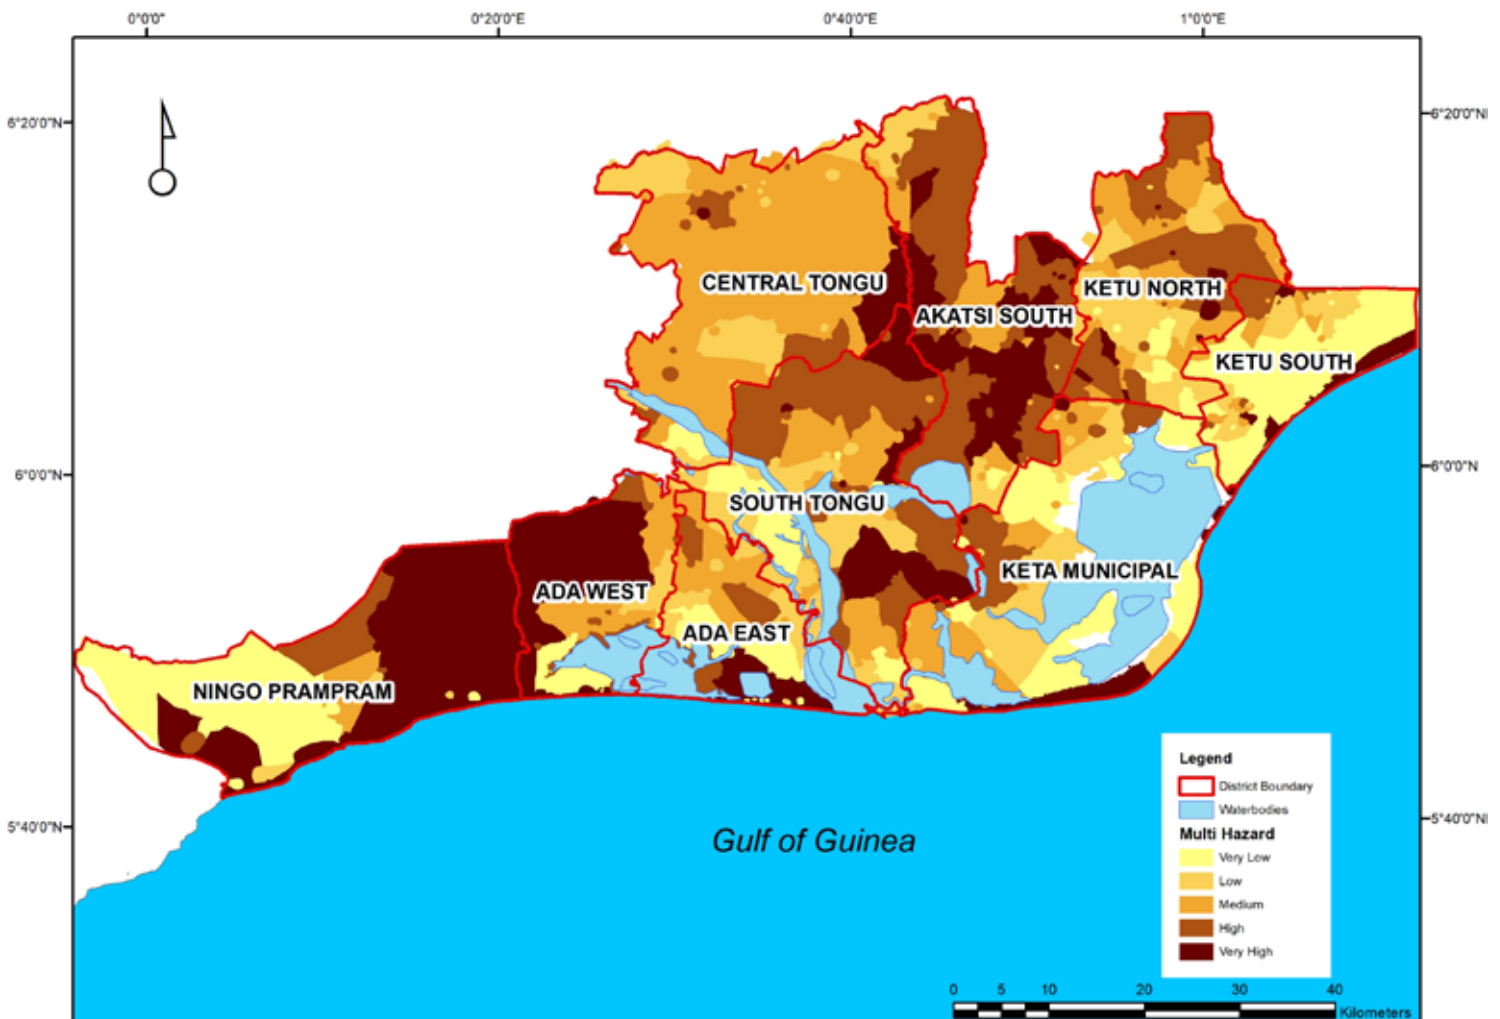 0°0'0"
0°20'0"E
0°40'0"E
1°0'0"E
6°20'0"N
6°20'0"N
CENTRAL TONGU
KETU NORTH
AKATSI SOUTH
KETU SOUTH
6°0'0"N
6°0'0"N
SOUTH TONGU
KETA MUNICIPAL
ADA WEST
ADA EAST
NINGO PRAMPRAM
5°40'0"N
5°40'0"N
Gulf of Guinea
Legend
District Boundary
Waterbodies
Multi Hazard
Very Low
Low
Medium
High
Very High
0 5 10 20 30 40
Kilometers